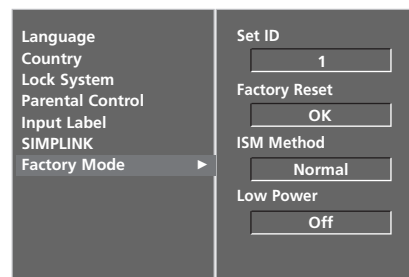 Language
Country
Lock System
Parental Control
Input Label
SIMPLINK
Factory Mode ►
Set ID
1
Factory Reset
OK
ISM Method
Normal
Low Power
Off